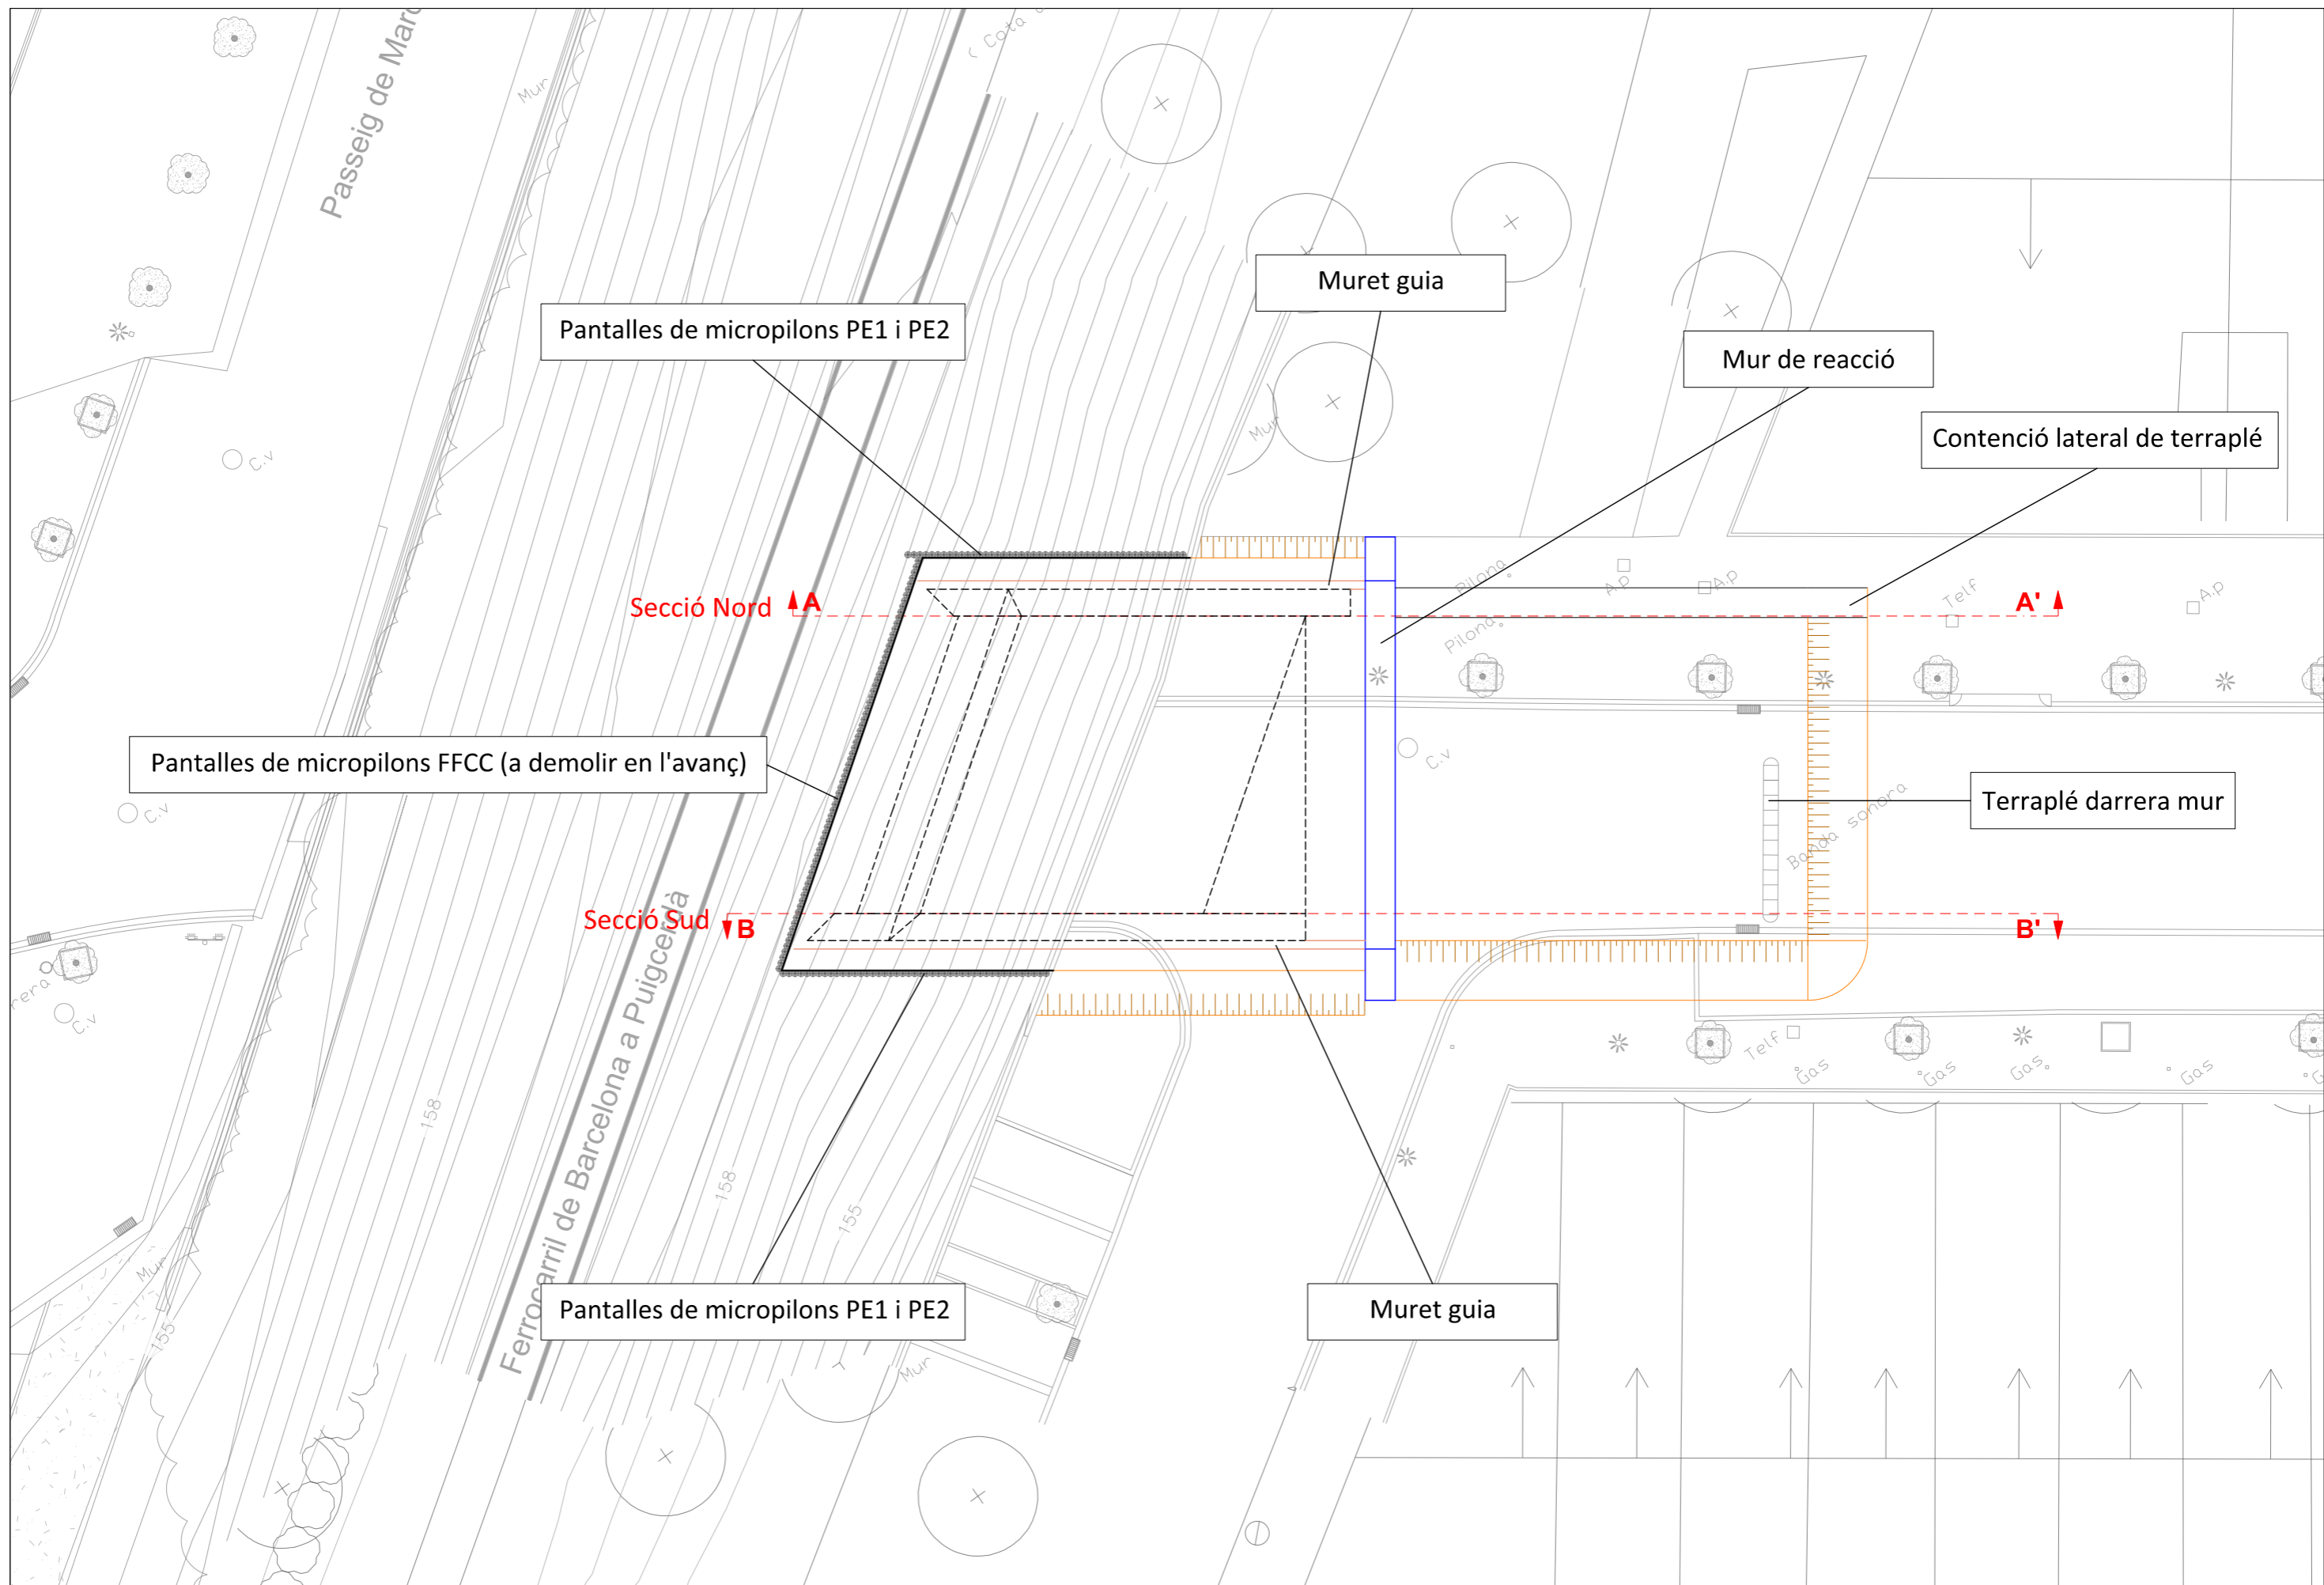 Passeig de Marc
Mur
( Cota
Muret guia
Pantalles de micropilons PE1 i PE2
Mur de reacció
Mur
Contenció lateral de terraplé
C.v
Pilona
A.p
A.p
Telf
A.p
Secció Nord
A
A'
Pilona
Pantalles de micropilons FFCC (a demolir en l'avanç)
C.v
C.v
Terraplé darrera mur
Banda sonora
Secció Sud
B
B'
rera
C.v
Telf
Gas
Gas
Gas
Gas
Ferrocarril de Barcelona a Puigcerdà
158
158
155
Mur
155
Pantalles de micropilons PE1 i PE2
Muret guia
Mur